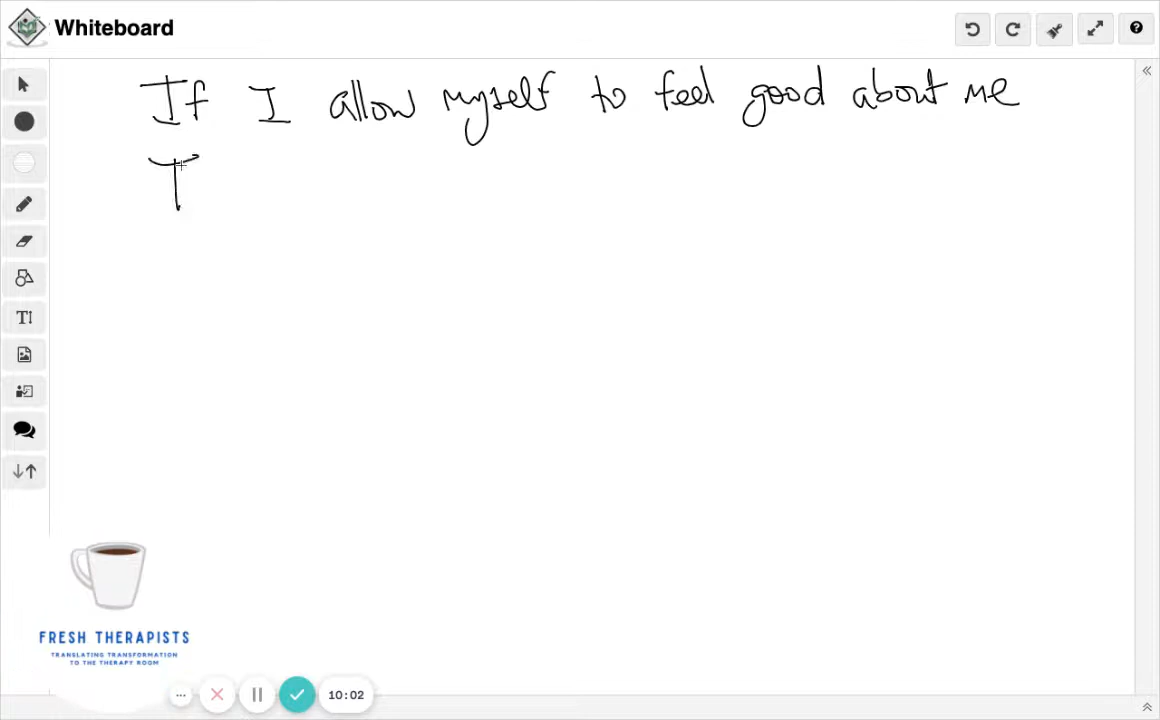 Whiteboard
If I allow myself to feel good about me
T
FRESH THERAPISTS
TRANSLATING TRANSFORMATION
TO THE THERAPY ROOM
10:02